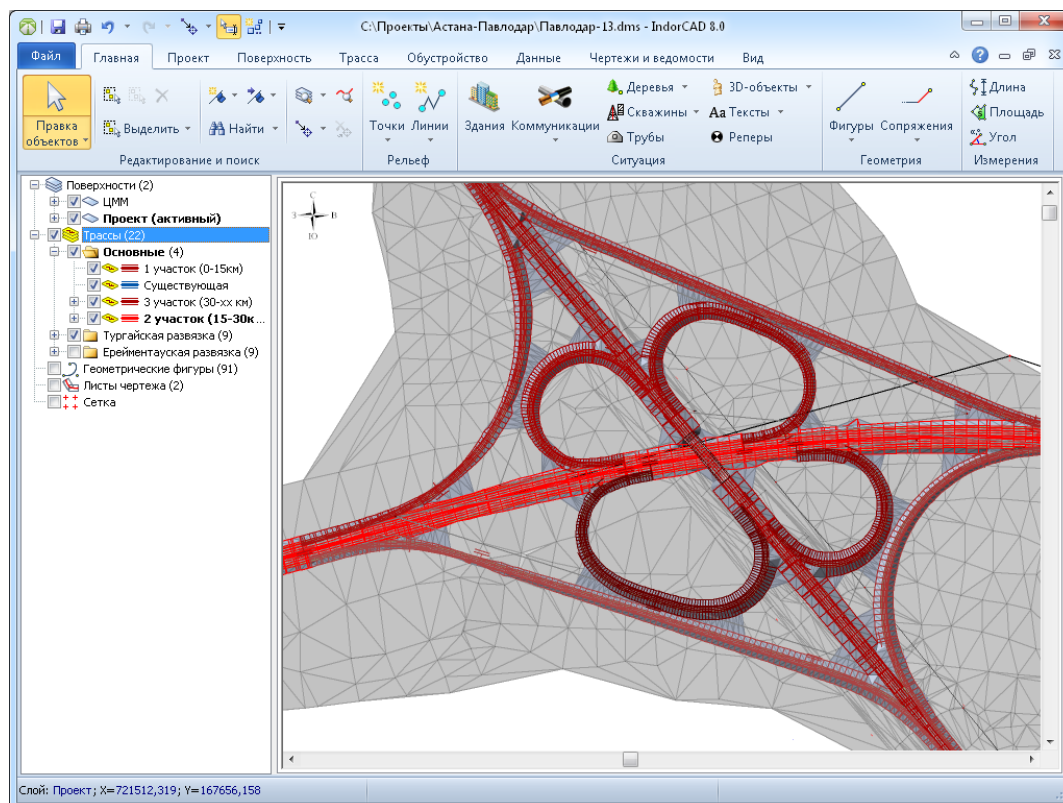 C:\Проекты\Астана-Павлодар\Павлодар-13.dms - IndorCAD 8.0
Файл Главная Проект Поверхность Трасса Обустройство Данные Чертежи и ведомости Вид
Правка объектов
Выделить
Найти
Редактирование и поиск
Точки Линии
Рельеф
Здания Коммуникации
Деревья 3D-объекты
Скважины Тексты
Трубы Реперы
Ситуация
Фигуры Сопряжения
Геометрия
Длина
Площадь
Угол
Измерения
Поверхности (2)
ЦММ
Проект (активный)
Трассы (22)
Основные (4)
1 участок (0-15км)
Существующая
3 участок (30-xx км)
2 участок (15-30к...
Тургайская развязка (9)
Ерейментауская развязка (9)
Геометрические фигуры (91)
Листы чертежа (2)
Сетка
С
З В
Ю
Слой: Проект; X=721512,319; Y=167656,158